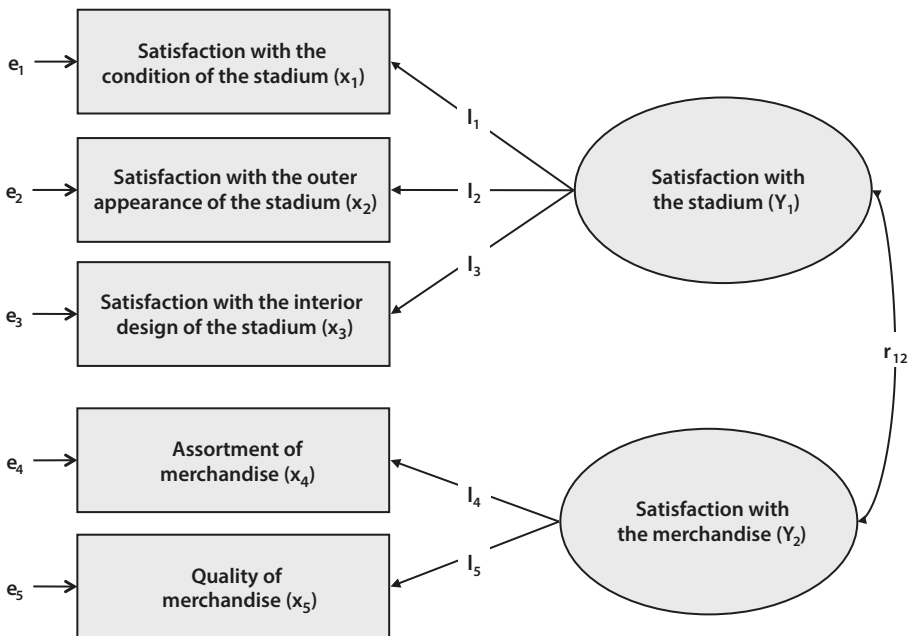 e1
Satisfaction with the
condition of the stadium (x1)
l1
e2
Satisfaction with the outer
appearance of the stadium (x2)
l2
Satisfaction with
the stadium (Y1)
e3
Satisfaction with the interior
design of the stadium (x3)
l3
r12
e4
Assortment of
merchandise (x4)
l4
Satisfaction with
the merchandise (Y2)
e5
Quality of
merchandise (x5)
l5